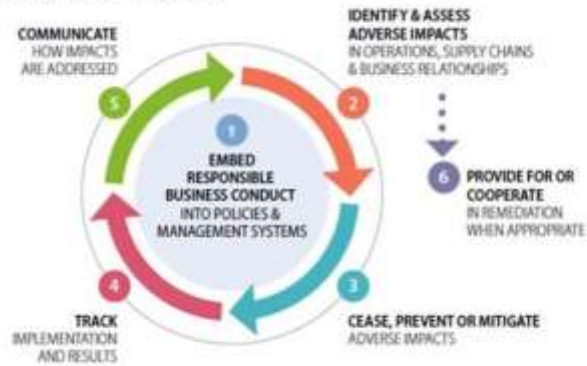 COMMUNICATE
HOW IMPACTS
ARE ADDRESSED
5
IDENTIFY & ASSESS
ADVERSE IMPACTS
IN OPERATIONS, SUPPLY CHAINS
& BUSINESS RELATIONSHIPS
2
1
EMBED
RESPONSIBLE
BUSINESS CONDUCT
INTO POLICIES &
MANAGEMENT SYSTEMS
6
PROVIDE FOR OR
COOPERATE
IN REMEDIATION
WHEN APPROPRIATE
4
TRACK
IMPLEMENTATION
AND RESULTS
3
CEASE, PREVENT OR MITIGATE
ADVERSE IMPACTS